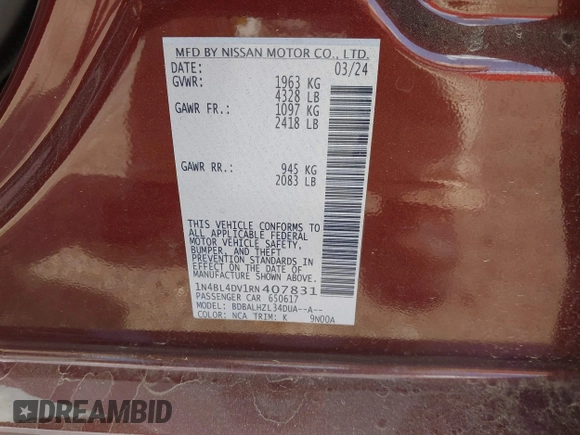 MFD BY NISSAN MOTOR CO., LTD.
DATE: 03/24
GVWR: 1963 KG
4328 LB
GAWR FR.: 1097 KG
2418 LB
GAWR RR.: 945 KG
2083 LB
THIS VEHICLE CONFORMS TO
ALL APPLICABLE FEDERAL
MOTOR VEHICLE SAFETY,
BUMPER, AND THEFT
PREVENTION STANDARDS IN
EFFECT ON THE DATE OF
MANUFACTURE SHOWN ABOVE.
1N4BL4DV1RN407831
PASSENGER CAR 650617
MODEL: BDBALHZL34DUA--A--
COLOR: NCA TRIM: K 9N00A
DREAMBID